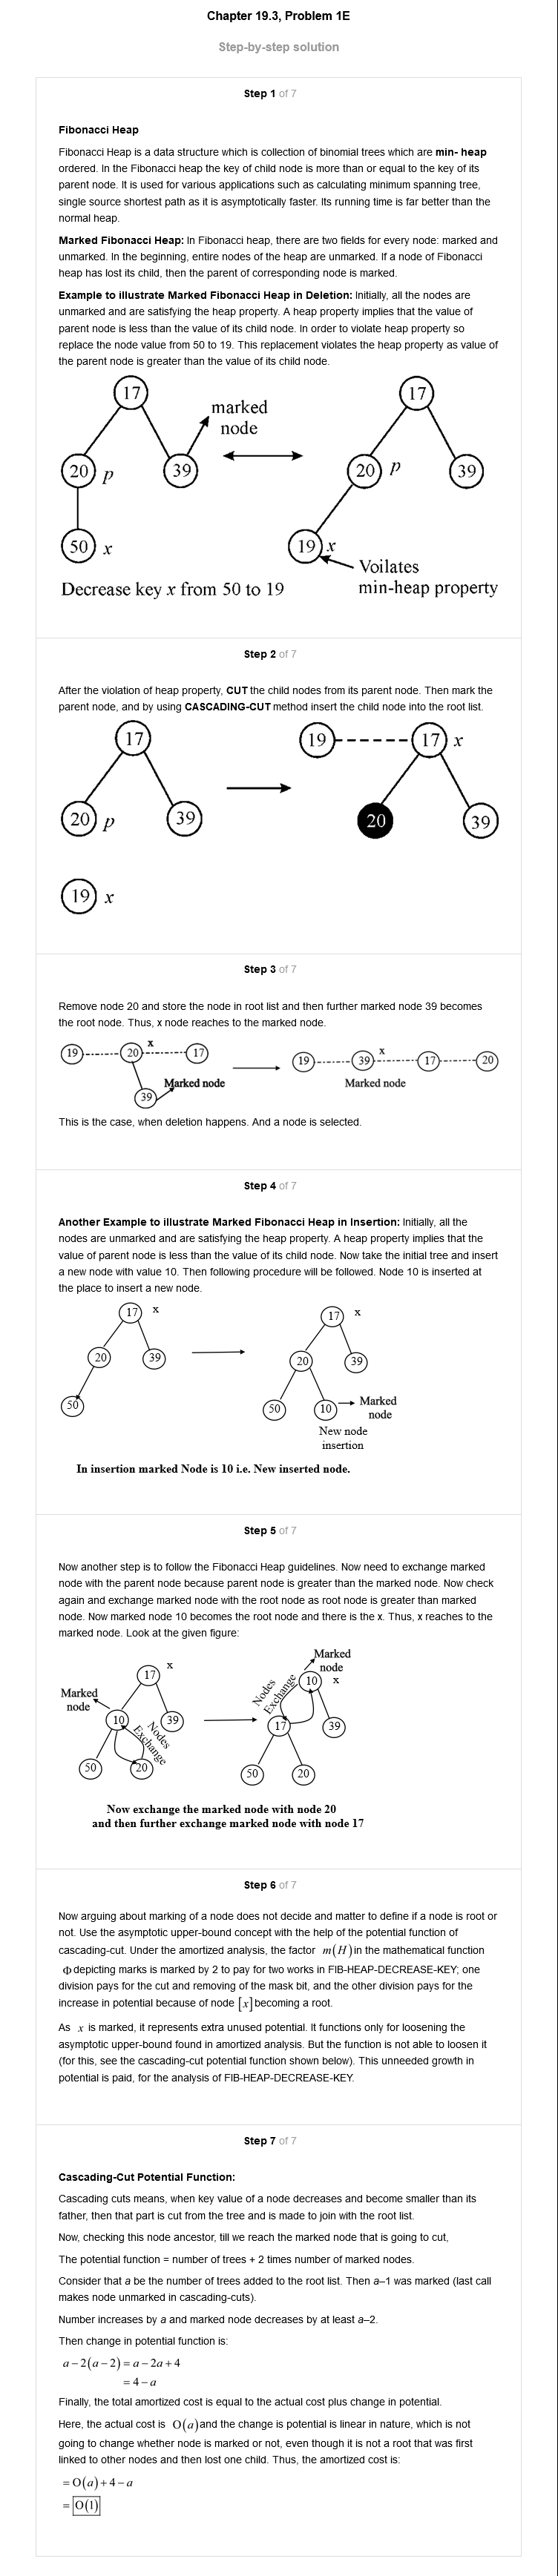 Chapter 19.3, Problem 1E
Step-by-step solution
Step 1 of 7
Fibonacci Heap
Fibonacci Heap is a data structure which is collection of binomial trees which are min- heap
ordered. In the Fibonacci heap the key of child node is more than or equal to the key of its
parent node. It is used for various applications such as calculating minimum spanning tree,
single source shortest path as it is asymptotically faster. Its running time is far better than the
normal heap.
Marked Fibonacci Heap: In Fibonacci heap, there are two fields for every node: marked and
unmarked. In the beginning, entire nodes of the heap are unmarked. If a node of Fibonacci
heap has lost its child, then the parent of corresponding node is marked.
Example to illustrate Marked Fibonacci Heap in Deletion: Initially, all the nodes are
unmarked and are satisfying the heap property. A heap property implies that the value of
parent node is less than the value of its child node. In order to violate heap property so
replace the node value from 50 to 19. This replacement violates the heap property as value of
the parent node is greater than the value of its child node.
17 17
marked
node
20 p 39 20 p 39
50 x 19 x
Voilates
min-heap property
Decrease key x from 50 to 19
Step 2 of 7
After the violation of heap property, CUT the child nodes from its parent node. Then mark the
parent node, and by using CASCADING-CUT method insert the child node into the root list.
17 19 17 x
20 p 39 20 39
19 x
Step 3 of 7
Remove node 20 and store the node in root list and then further marked node 39 becomes
the root node. Thus, x node reaches to the marked node.
x x
19 20 17 19 39 17 20
Marked node Marked node
39
This is the case, when deletion happens. And a node is selected.
Step 4 of 7
Another Example to illustrate Marked Fibonacci Heap in Insertion: Initially, all the
nodes are unmarked and are satisfying the heap property. A heap property implies that the
value of parent node is less than the value of its child node. Now take the initial tree and insert
a new node with value 10. Then following procedure will be followed. Node 10 is inserted at
the place to insert a new node.
17 x 17 x
20 39 20 39
50 50 10 Marked
node
New node
insertion
In insertion marked Node is 10 i.e. New inserted node.
Step 5 of 7
Now another step is to follow the Fibonacci Heap guidelines. Now need to exchange marked
node with the parent node because parent node is greater than the marked node. Now check
again and exchange marked node with the root node as root node is greater than marked
node. Now marked node 10 becomes the root node and there is the x. Thus, x reaches to the
marked node. Look at the given figure:
Marked
node
17 x 10 x
Marked
node
Nodes
Exchange
10 39 17 39
Nodes
Exchange
50 20 50 20
Now exchange the marked node with node 20
and then further exchange marked node with node 17
Step 6 of 7
Now arguing about marking of a node does not decide and matter to define if a node is root or
not. Use the asymptotic upper-bound concept with the help of the potential function of
cascading-cut. Under the amortized analysis, the factor m(H) in the mathematical function
Φ depicting marks is marked by 2 to pay for two works in FIB-HEAP-DECREASE-KEY; one
division pays for the cut and removing of the mask bit, and the other division pays for the
increase in potential because of node [x] becoming a root.
As x is marked, it represents extra unused potential. It functions only for loosening the
asymptotic upper-bound found in amortized analysis. But the function is not able to loosen it
(for this, see the cascading-cut potential function shown below). This unneeded growth in
potential is paid, for the analysis of FIB-HEAP-DECREASE-KEY.
Step 7 of 7
Cascading-Cut Potential Function:
Cascading cuts means, when key value of a node decreases and become smaller than its
father, then that part is cut from the tree and is made to join with the root list.
Now, checking this node ancestor, till we reach the marked node that is going to cut,
The potential function = number of trees + 2 times number of marked nodes.
Consider that a be the number of trees added to the root list. Then a–1 was marked (last call
makes node unmarked in cascading-cuts).
Number increases by a and marked node decreases by at least a–2.
Then change in potential function is:
a−2(a−2)=a−2a+4
=4−a
Finally, the total amortized cost is equal to the actual cost plus change in potential.
Here, the actual cost is O(a) and the change is potential is linear in nature, which is not
going to change whether node is marked or not, even though it is not a root that was first
linked to other nodes and then lost one child. Thus, the amortized cost is:
=O(a)+4−a
=O(1)